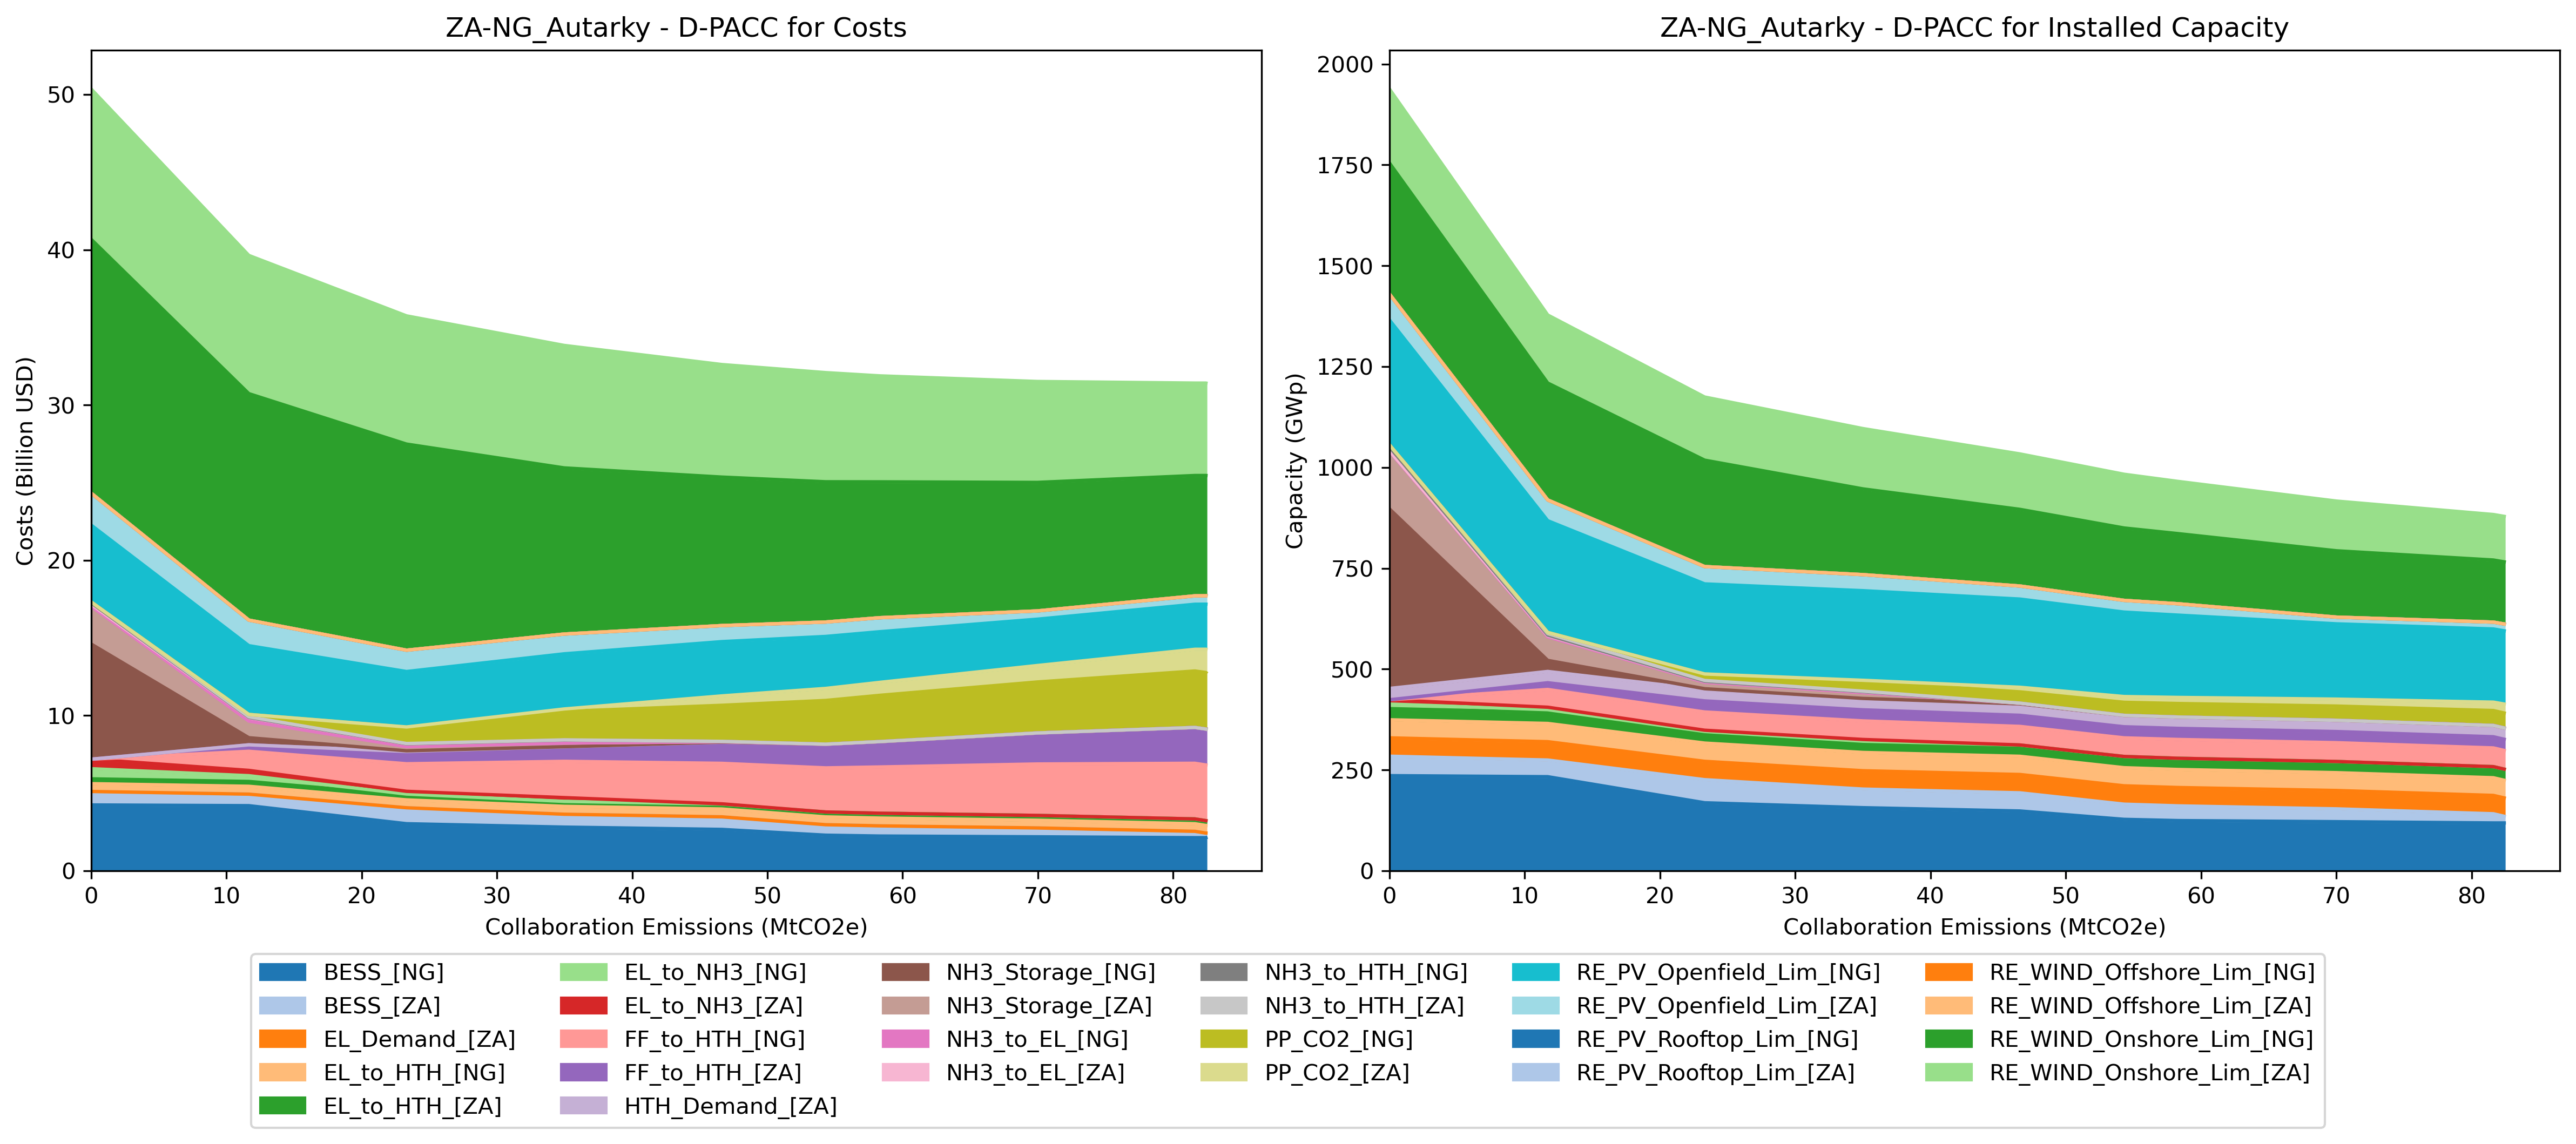 ZA-NG_Autarky - D-PACC for Costs
50
40
30
20
10
0
Costs (Billion USD)
0 10 20 30 40 50 60 70 80
Collaboration Emissions (MtCO2e)
ZA-NG_Autarky - D-PACC for Installed Capacity
2000
1750
1500
1250
1000
750
500
250
0
Capacity (GWp)
0 10 20 30 40 50 60 70 80
Collaboration Emissions (MtCO2e)
BESS_[NG]
BESS_[ZA]
EL_Demand_[ZA]
EL_to_HTH_[NG]
EL_to_HTH_[ZA]
EL_to_NH3_[NG]
EL_to_NH3_[ZA]
FF_to_HTH_[NG]
FF_to_HTH_[ZA]
HTH_Demand_[ZA]
NH3_Storage_[NG]
NH3_Storage_[ZA]
NH3_to_EL_[NG]
NH3_to_EL_[ZA]
NH3_to_HTH_[NG]
NH3_to_HTH_[ZA]
PP_CO2_[NG]
PP_CO2_[ZA]
RE_PV_Openfield_Lim_[NG]
RE_PV_Openfield_Lim_[ZA]
RE_PV_Rooftop_Lim_[NG]
RE_PV_Rooftop_Lim_[ZA]
RE_WIND_Offshore_Lim_[NG]
RE_WIND_Offshore_Lim_[ZA]
RE_WIND_Onshore_Lim_[NG]
RE_WIND_Onshore_Lim_[ZA]